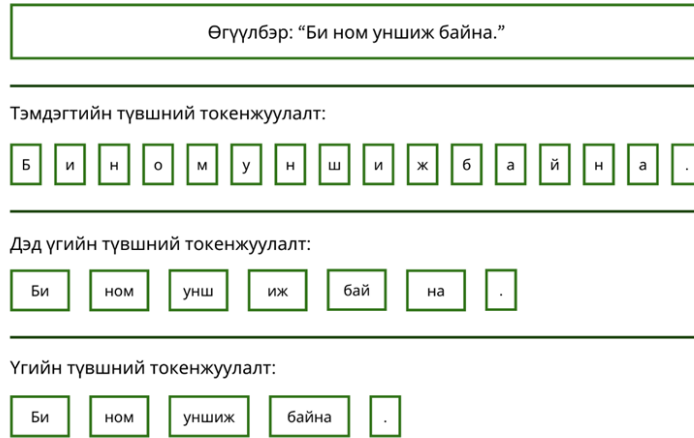 Өгүүлбэр: “Би ном уншиж байна.”
Тэмдэгтийн түвшний токенжуулалт:
Б и н о м у н ш и ж б а й н а .
Дэд үгийн түвшний токенжуулалт:
Би ном унш иж бай на .
Үгийн түвшний токенжуулалт:
Би ном уншиж байна .